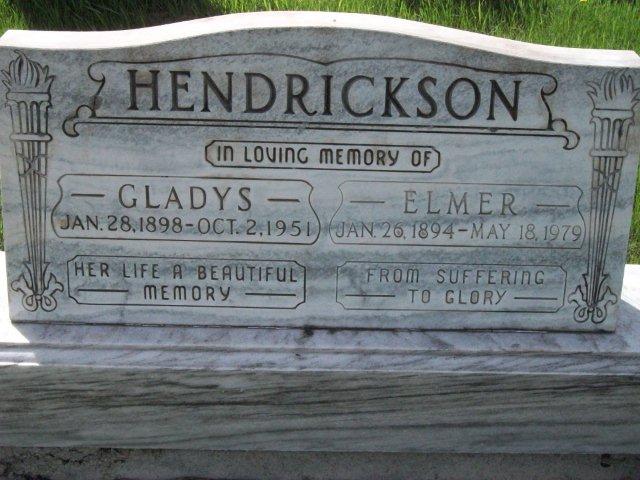 HENDRICKSON
IN LOVING MEMORY OF
GLADYS
JAN. 28, 1898 - OCT. 2, 1951
HER LIFE A BEAUTIFUL
MEMORY
ELMER
JAN. 26, 1894 - MAY 18, 1979
FROM SUFFERING
TO GLORY